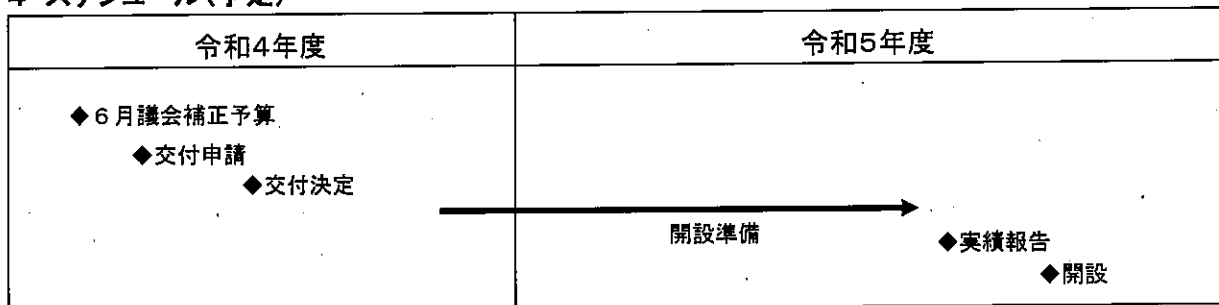 令和4年度 令和5年度
◆6月議会補正予算
◆交付申請
◆交付決定
開設準備
◆実績報告
◆開設